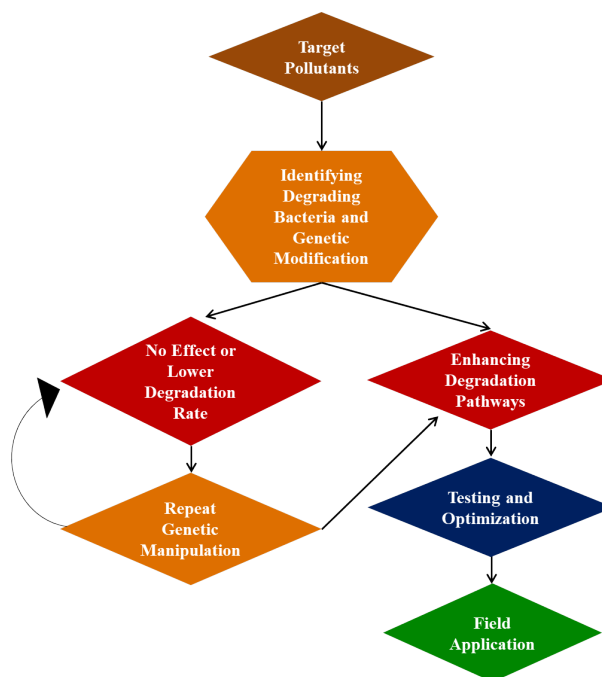 Target
Pollutants
Identifying
Degrading
Bacteria and
Genetic
Modification
No Effect or
Lower
Degradation
Rate
Enhancing
Degradation
Pathways
Repeat
Genetic
Manipulation
Testing and
Optimization
Field
Application